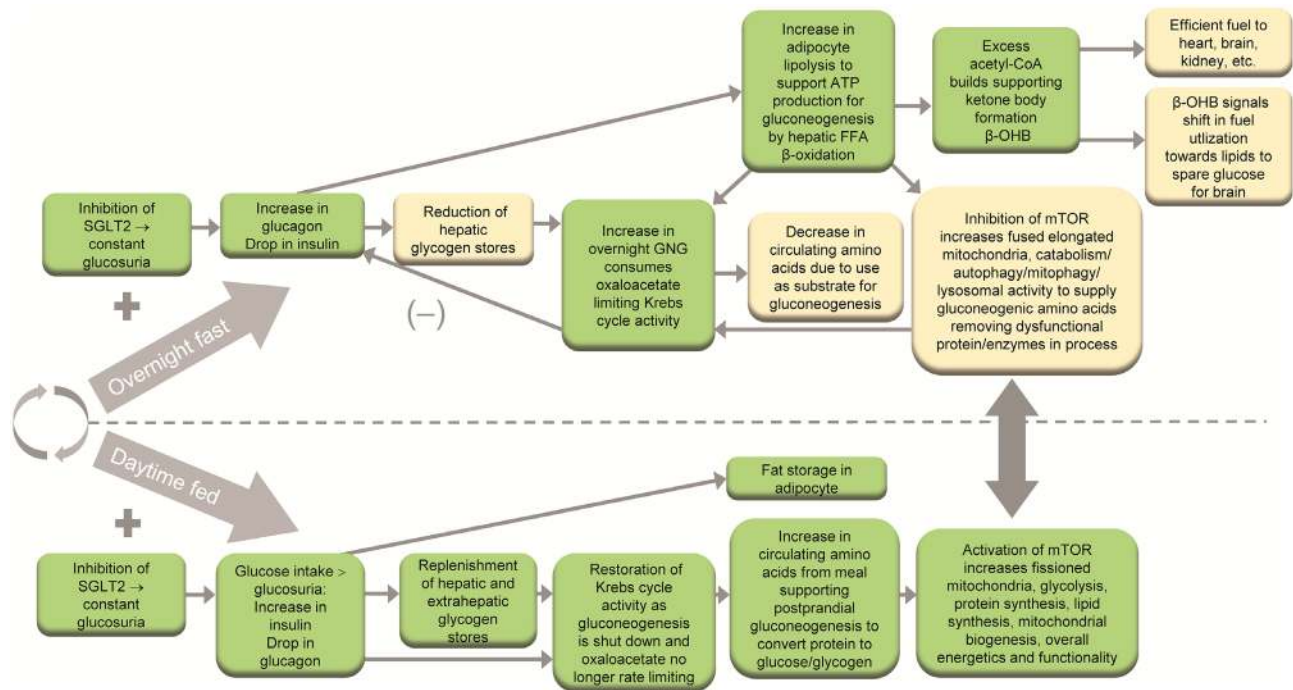 Increase in
adipocyte
lipolysis to
support ATP
production for
gluconeogenesis
by hepatic FFA
β-oxidation
Excess
acetyl-CoA
builds supporting
ketone body
formation
β-OHB
Efficient fuel to
heart, brain,
kidney, etc.
β-OHB signals
shift in fuel
utlization
towards lipids to
spare glucose
for brain
Inhibition of
SGLT2 →
constant
glucosuria
Increase in
glucagon
Drop in insulin
Reduction of
hepatic
glycogen stores
Increase in
overnight GNG
consumes
oxaloacetate
limiting Krebs
cycle activity
Decrease in
circulating amino
acids due to use
as substrate for
gluconeogenesis
Inhibition of mTOR
increases fused elongated
mitochondria, catabolism/
autophagy/mitophagy/
lysosomal activity to supply
gluconeogenic amino acids
removing dysfunctional
protein/enzymes in process
+
(−)
Overnight fast
Daytime fed
+
Fat storage in
adipocyte
Inhibition of
SGLT2 →
constant
glucosuria
Glucose intake >
glucosuria:
Increase in
insulin
Drop in
glucagon
Replenishment
of hepatic and
extrahepatic
glycogen
stores
Restoration of
Krebs cycle
activity as
gluconeogenesis
is shut down and
oxaloacetate no
longer rate limiting
Increase in
circulating amino
acids from meal
supporting
postprandial
gluconeogenesis to
convert protein to
glucose/glycogen
Activation of mTOR
increases fissioned
mitochondria, glycolysis,
protein synthesis, lipid
synthesis, mitochondrial
biogenesis, overall
energetics and functionality